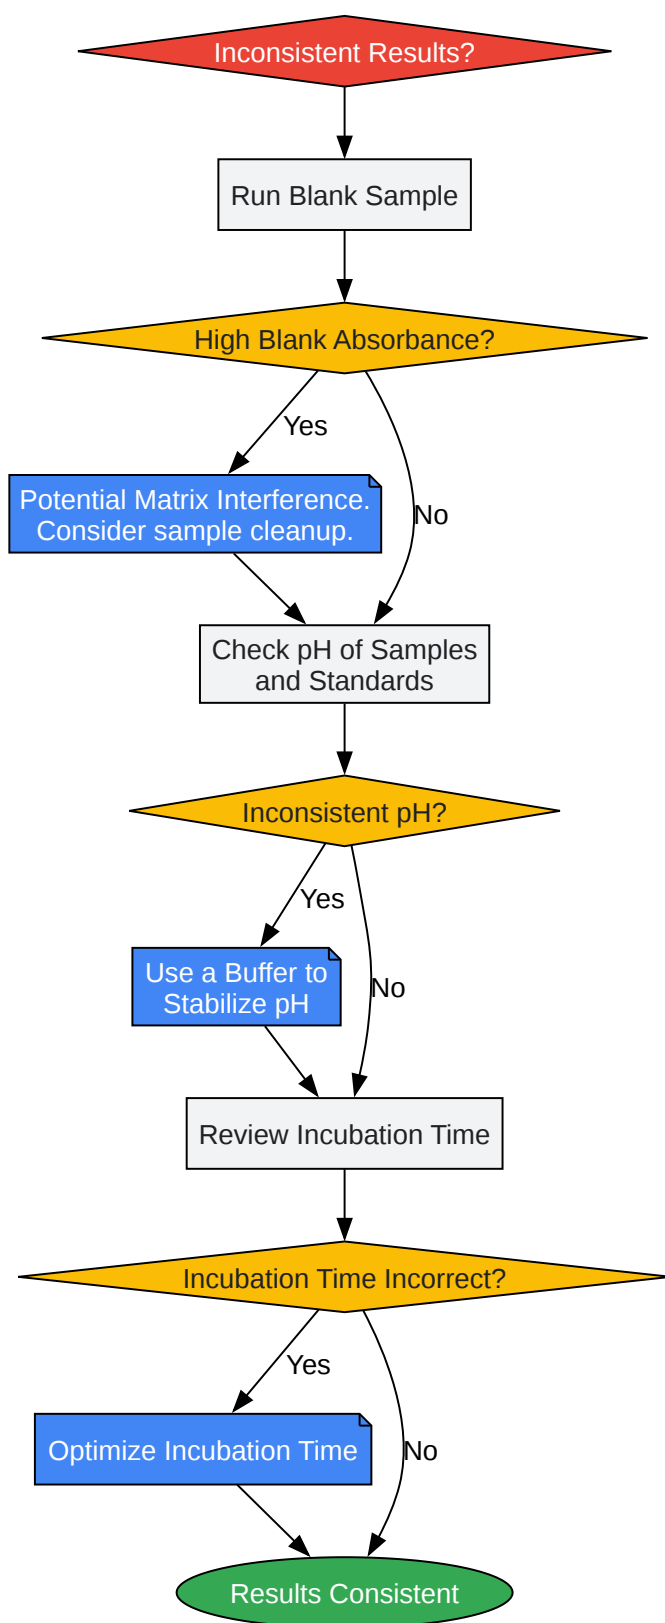 Inconsistent Results?
Run Blank Sample
High Blank Absorbance?
Yes
Potential Matrix Interference.
Consider sample cleanup.
No
Check pH of Samples
and Standards
Inconsistent pH?
Yes
Use a Buffer to
Stabilize pH
No
Review Incubation Time
Incubation Time Incorrect?
Yes
Optimize Incubation Time
No
Results Consistent